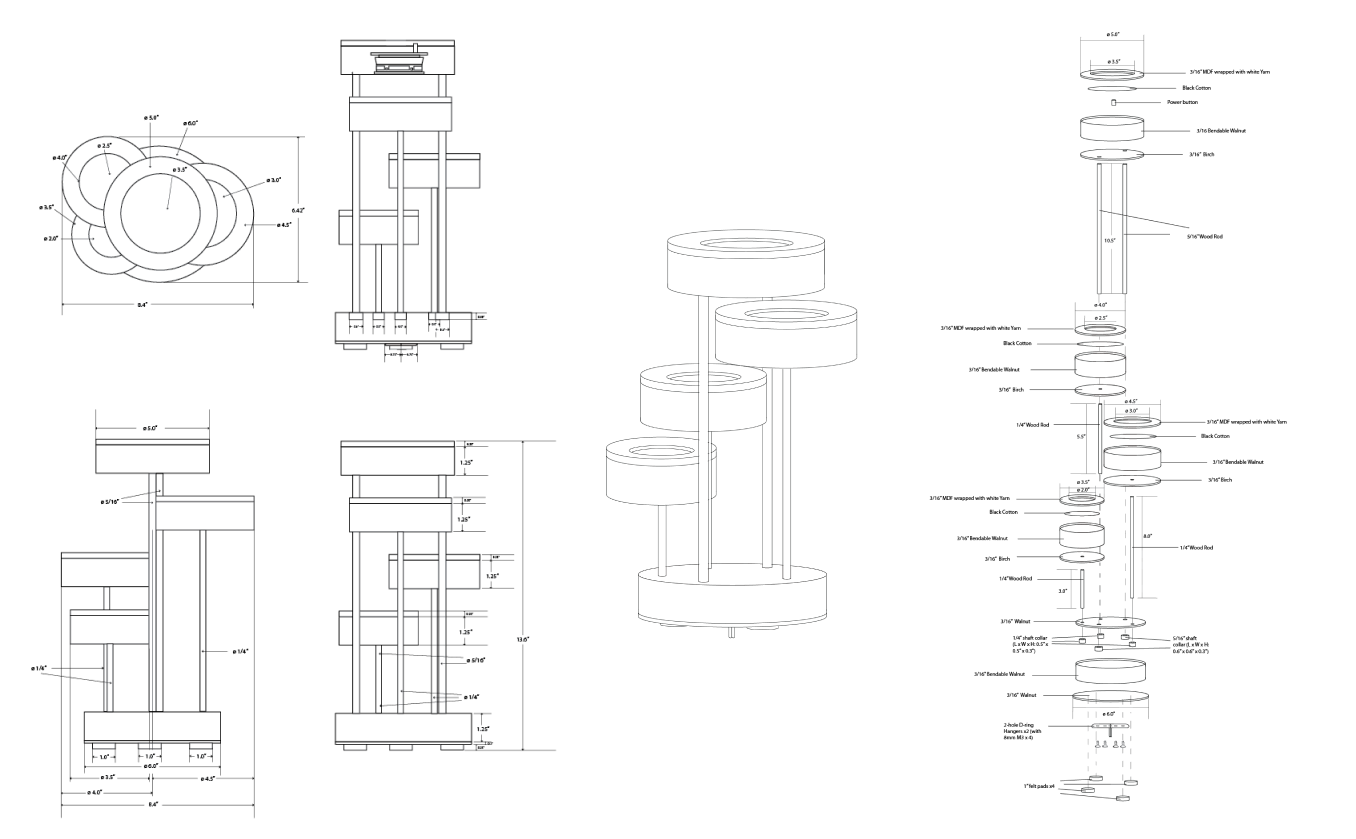 ø 5.0"
ø 6.0"
ø 2.5"
ø 4.0"
ø 3.5"
ø 3.0"
ø 3.5"
6.42"
ø 4.5"
ø 2.0"
8.4"
ø 5.0"
ø 5/16"
ø 1/4"
ø 1/4"
1.0"
1.0"
1.0"
ø 6.0"
ø 3.5"
ø 4.5"
ø 4.0"
8.4"
1.25"
1.25"
1.25"
1.25"
13.6"
ø 5/16"
ø 1/4"
1.25"
ø 5.0"
ø 3.5"
3/16" MDF wrapped with white Yarn
Black Cotton
Power button
3/16 Bendable Walnut
3/16" Birch
5/16" Wood Rod
10.5"
ø 4.0"
ø 2.5"
3/16" MDF wrapped with white Yarn
Black Cotton
3/16" Bendable Walnut
3/16" Birch
1/4" Wood Rod
5.5"
ø 4.5"
ø 3.0"
3/16" MDF wrapped with white Yarn
Black Cotton
3/16" Bendable Walnut
3/16" Birch
ø 3.5"
ø 2.0"
3/16" MDF wrapped with white Yarn
Black Cotton
3/16" Bendable Walnut
3/16" Birch
8.0"
1/4" Wood Rod
1/4" Wood Rod
3.0"
3/16" Walnut
1/4" shaft collar
(L x W x H: 0.5" x
0.5" x 0.3")
5/16" shaft
collar (L x W x H:
0.6" x 0.6" x 0.3")
3/16" Bendable Walnut
3/16" Walnut
ø 6.0"
2-hole D-ring
Hangers x2 (with
8mm M3 x 4)
1" felt pads x4